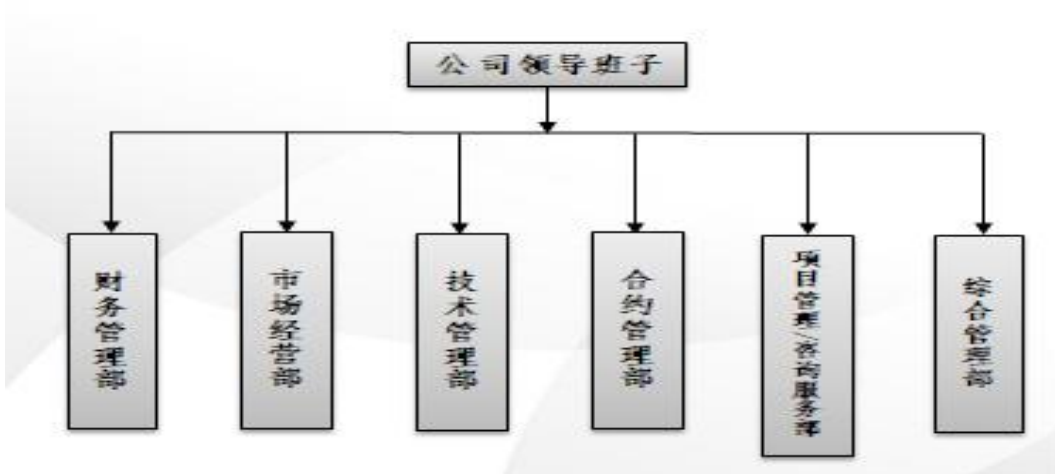 公司领导班子
财务管理部
市场经营部
技术管理部
合约管理部
项目管理/咨询服务部
综合管理部